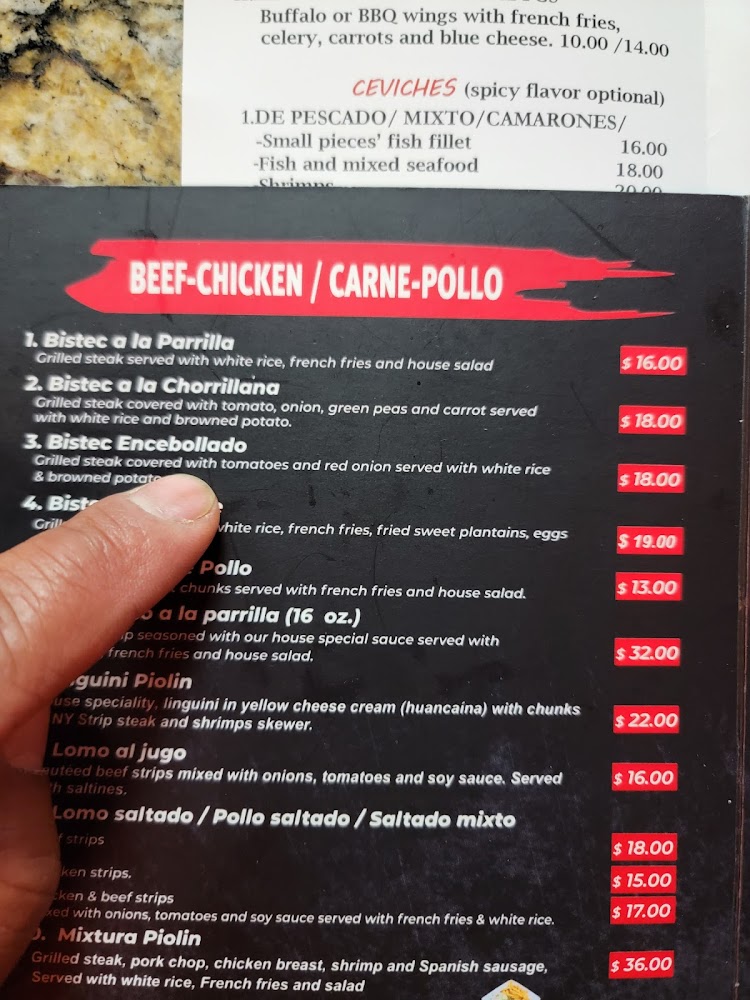 Buffalo or BBQ wings with french fries,
celery, carrots and blue cheese. 10.00 /14.00
CEVICHES (spicy flavor optional)
1.DE PESCADO/ MIXTO/CAMARONES/
-Small pieces' fish fillet 16.00
-Fish and mixed seafood 18.00
-Shrimps 20.00
BEEF-CHICKEN / CARNE-POLLO
1. Bistec a la Parrilla
Grilled steak served with white rice, french fries and house salad $16.00
2. Bistec a la Chorrillana
Grilled steak covered with tomato, onion, green peas and carrot served
with white rice and browned potato. $18.00
3. Bistec Encebollado
Grilled steak covered with tomatoes and red onion served with white rice
& browned potato $18.00
4.
white rice, french fries, fried sweet plantains, eggs $19.00
Pollo
chunks served with french fries and house salad. $13.00
a la parrilla (16 oz.)
seasoned with our house special sauce served with
french fries and house salad. $32.00
Piolin
speciality, linguini in yellow cheese cream (huancaina) with chunks
NY Strip steak and shrimps skewer. $22.00
Lomo al jugo
beef strips mixed with onions, tomatoes and soy sauce. Served
saltines. $16.00
Lomo saltado / Pollo saltado / Saltado mixto
strips $18.00
strips. $15.00
& beef strips $17.00
with onions, tomatoes and soy sauce served with french fries & white rice.
Mixtura Piolin
Grilled steak, pork chop, chicken breast, shrimp and Spanish sausage, $36.00
Served with white rice, French fries and salad